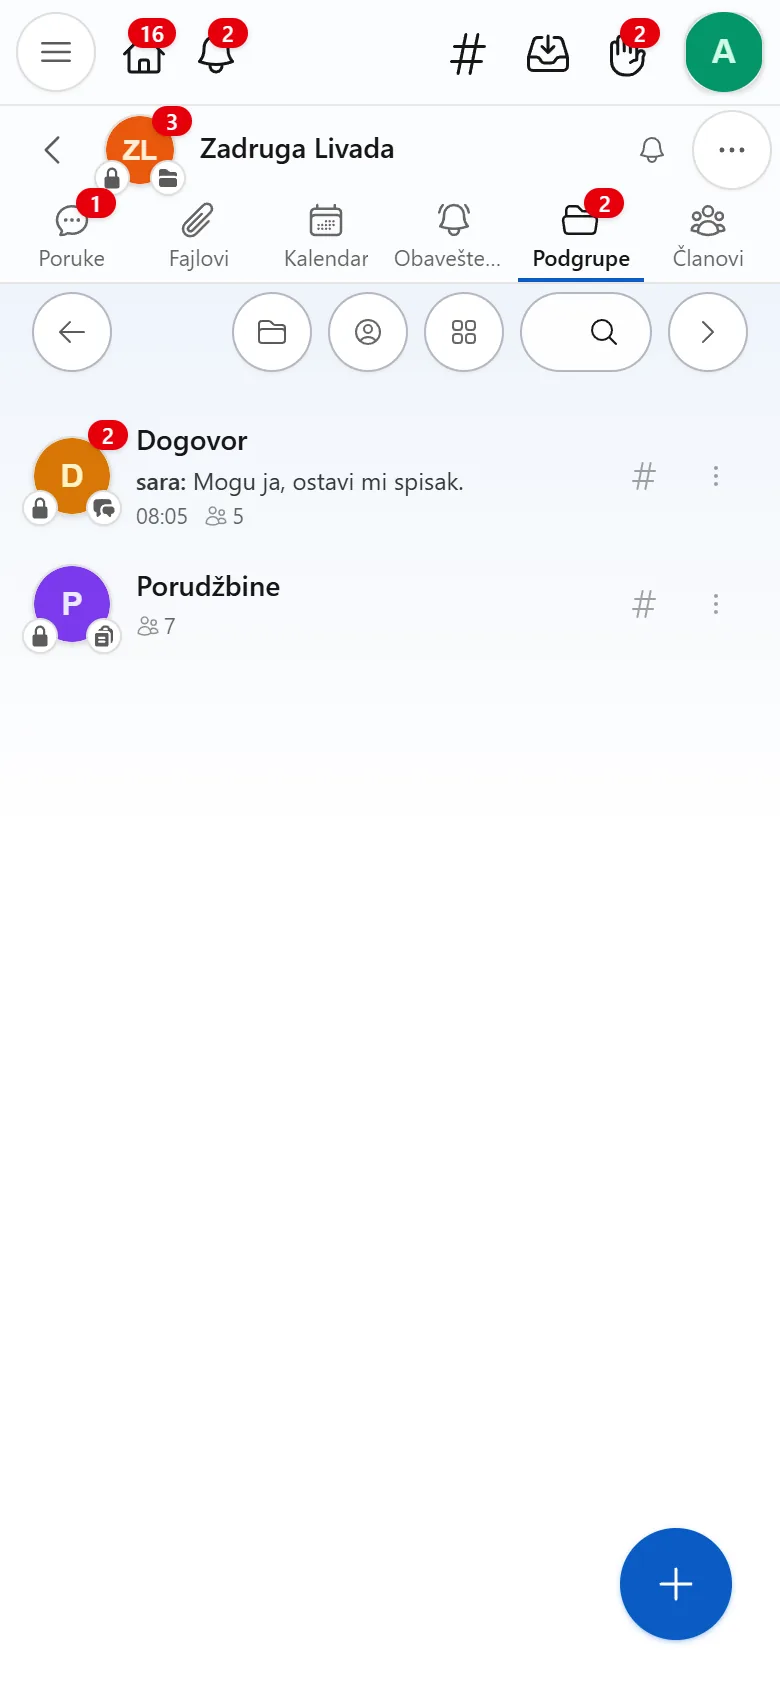 16
2
2
A
3
ZL
Zadruga Livada
1
2
Poruke
Fajlovi
Kalendar
Obavešte...
Podgrupe
Članovi
2
D
Dogovor
sara: Mogu ja, ostavi mi spisak.
08:05 5
P
Porudžbine
7